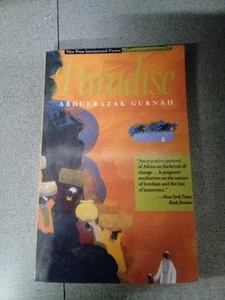 New Press International Fiction
Paradise
ABDULRAZAK GURNAH
"An evocative portrait
of Africa on the brink of
change... A poignant
meditation on the nature
of freedom and the loss
of innocence."
—New York Times
Book Review